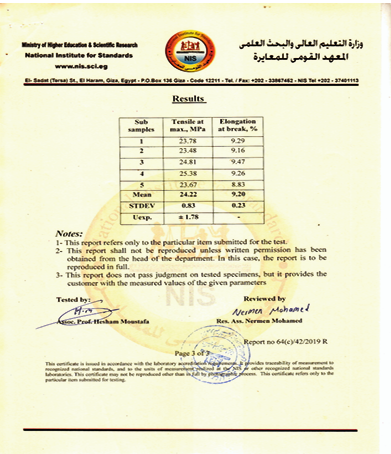 Ministry of Higher Education & Scientific Research
National Institute for Standards
www.nis.sci.eg
NIS
وزارة التعليم العالى والبحث العلمى
المعهد القومى للمعايرة
El- Sadat (Tersa) St., El Haram, Giza, Egypt - P.O.Box 136 Giza - Code 12211 - Tel. / Fax: +202 - 33867452 - NIS Tel +202 - 37401113
Results
Sub samples Tensile at max., MPa Elongation at break, %
1 23.78 9.29
2 23.48 9.16
3 24.81 9.47
4 25.38 9.26
5 23.67 8.83
Mean 24.22 9.20
STDEV 0.83 0.23
Uexp. ± 1.78 -
Notes:
1- This report refers only to the particular item submitted for the test.
2- This report shall not be reproduced unless written permission has been
obtained from the head of the department. In this case, the report is to be
reproduced in full.
3- This report does not pass judgment on tested specimens, but it provides the
customer with the measured values of the given parameters
NIS
Tested by: Reviewed by
Nermen Mohamed
Assoc. Prof. Hesham Moustafa Res. Ass. Nermen Mohamed
Report no 64(c)/42/2019 R
Page 3 of 3
This certificate is issued in accordance with the laboratory accreditation requirements. It provides traceability of measurement to
recognized national standards, and to the units of measurement realized at the NIS or other recognized national standards
laboratories. This certificate may not be reproduced other than in full by photographic process. This certificate refers only to the
particular item submitted for testing.